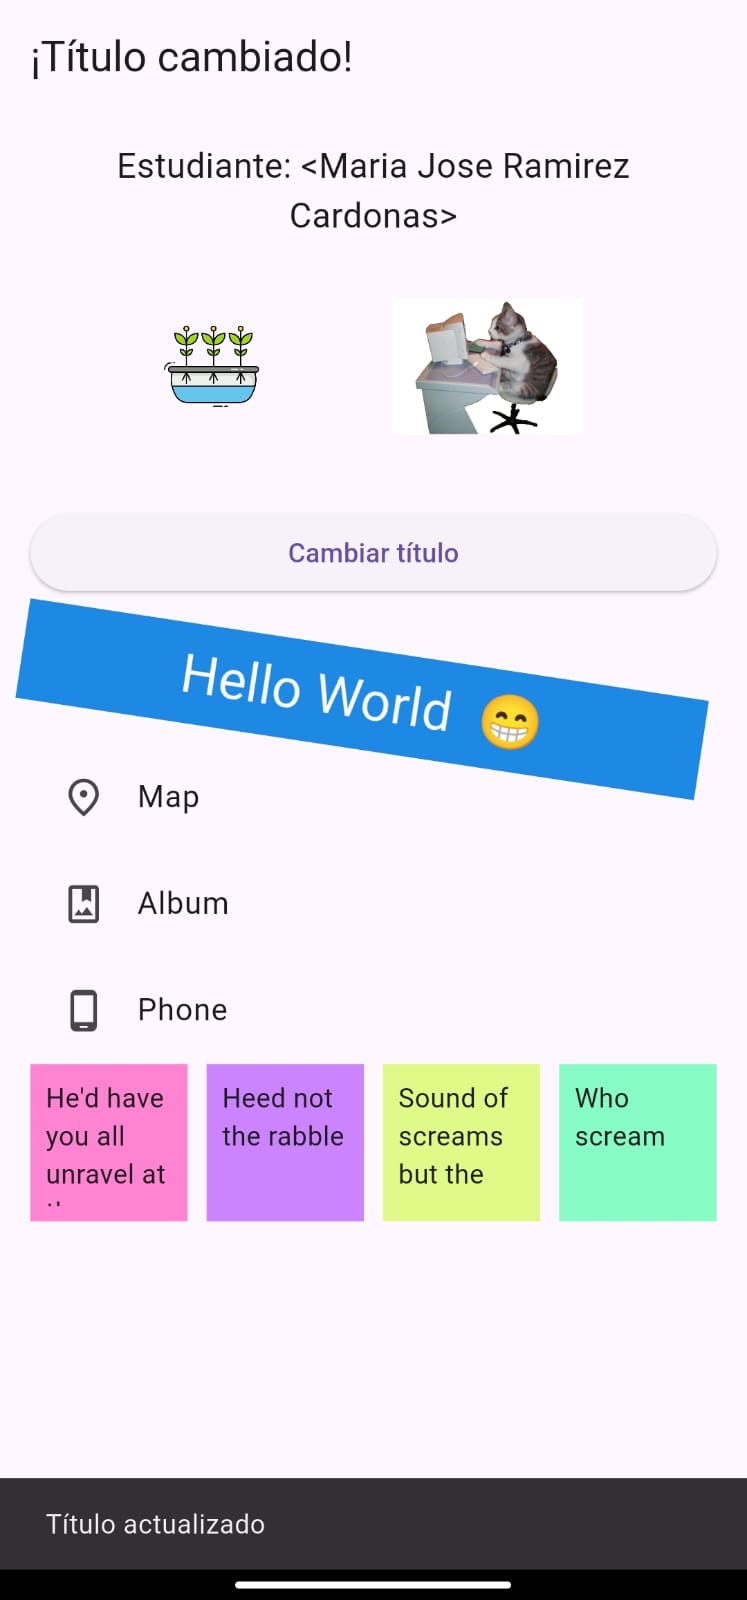 ¡Título cambiado!
Estudiante: <Maria Jose Ramirez
Cardonas>
Cambiar título
Hello World 😁
Map
Album
Phone
He'd have
you all
unravel at
Heed not
the rabble
Sound of
screams
but the
Who
scream
Título actualizado